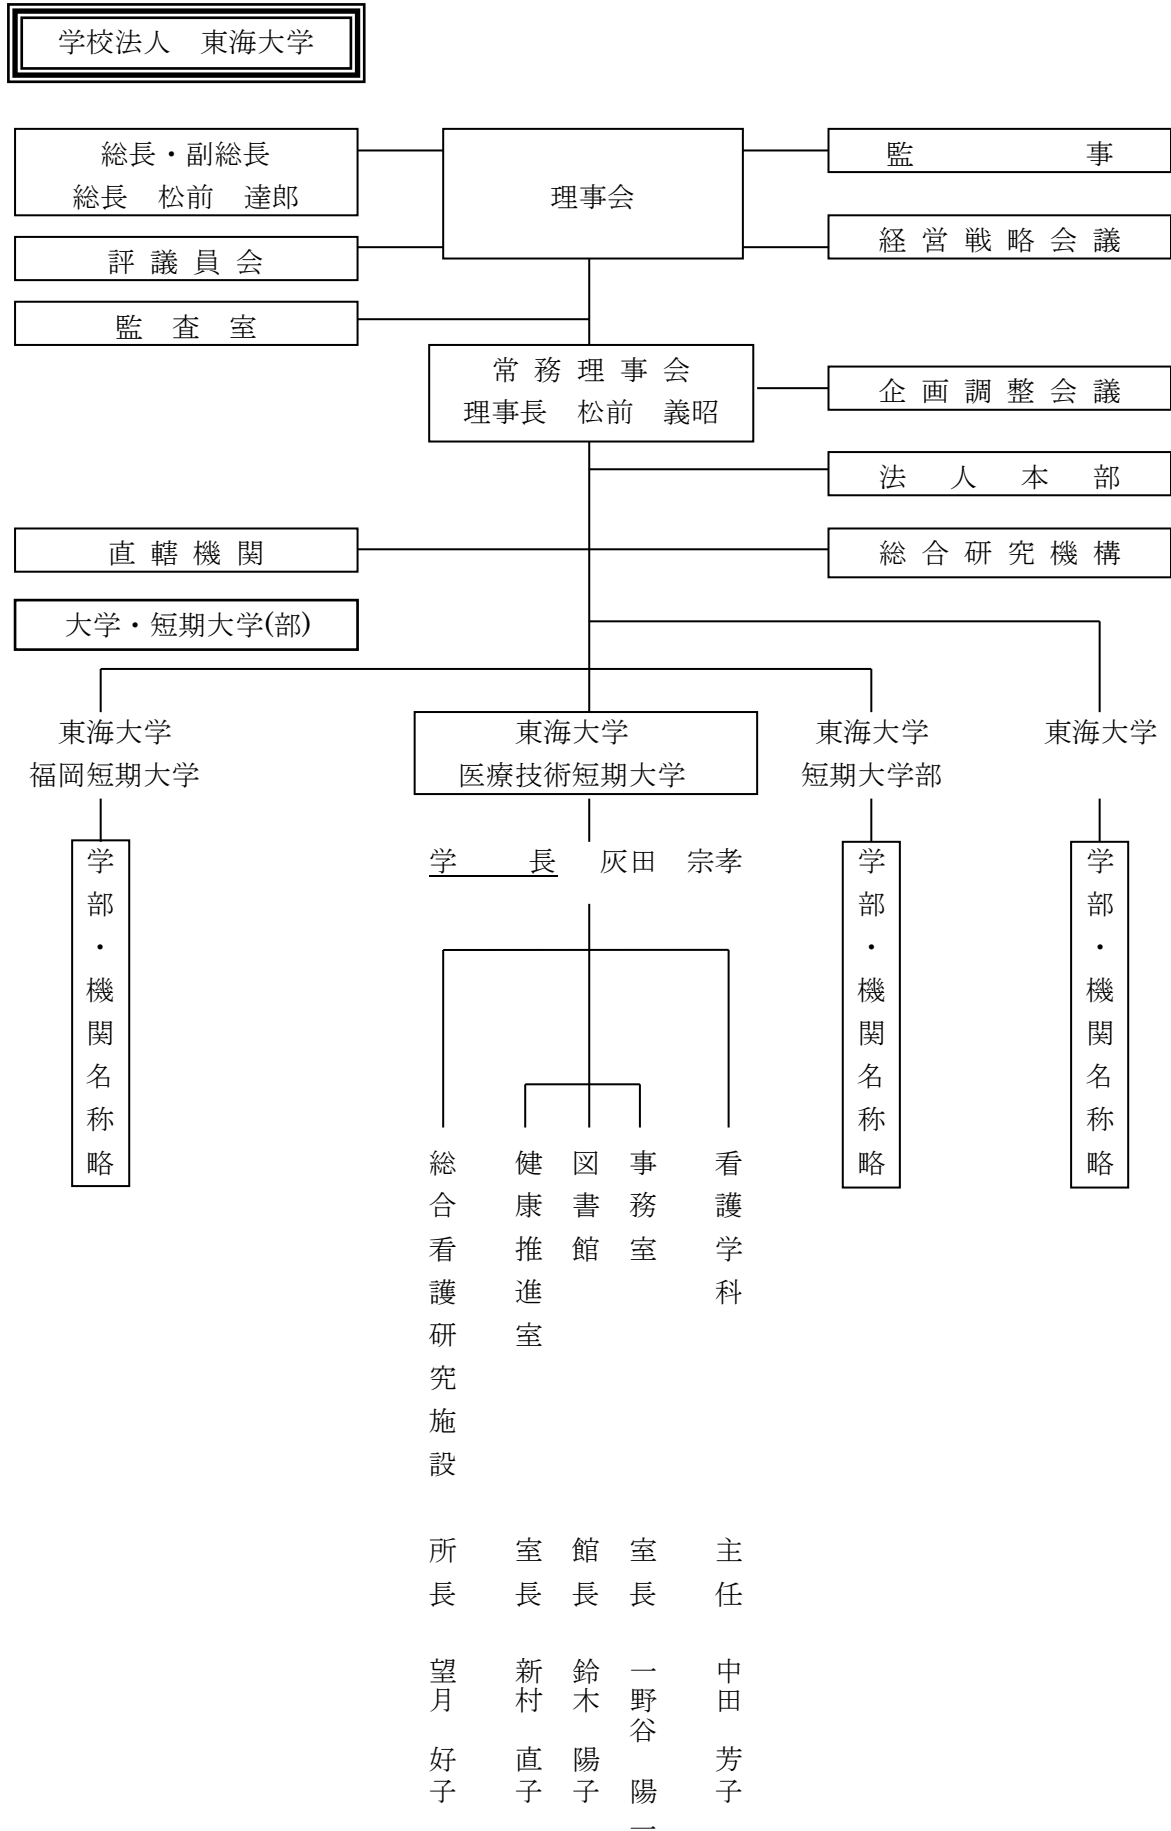 学校法人　東海大学
総長・副総長
総長　松前　達郎
理事会
監事
評議員会
経営戦略会議
監査室
常務理事会
理事長　松前　義昭
企画調整会議
法人本部
直轄機関
総合研究機構
大学・短期大学(部)
東海大学
福岡短期大学
東海大学
医療技術短期大学
東海大学
短期大学部
東海大学
学部・機関名称略
学長　灰田　宗孝
学部・機関名称略
学部・機関名称略
総合看護研究施設　所長　望月　好子
健康推進室　室長　新村　直子
図書館　館長　鈴木　陽子
事務室　室長　一野谷　陽
看護学科　主任　中田　芳子